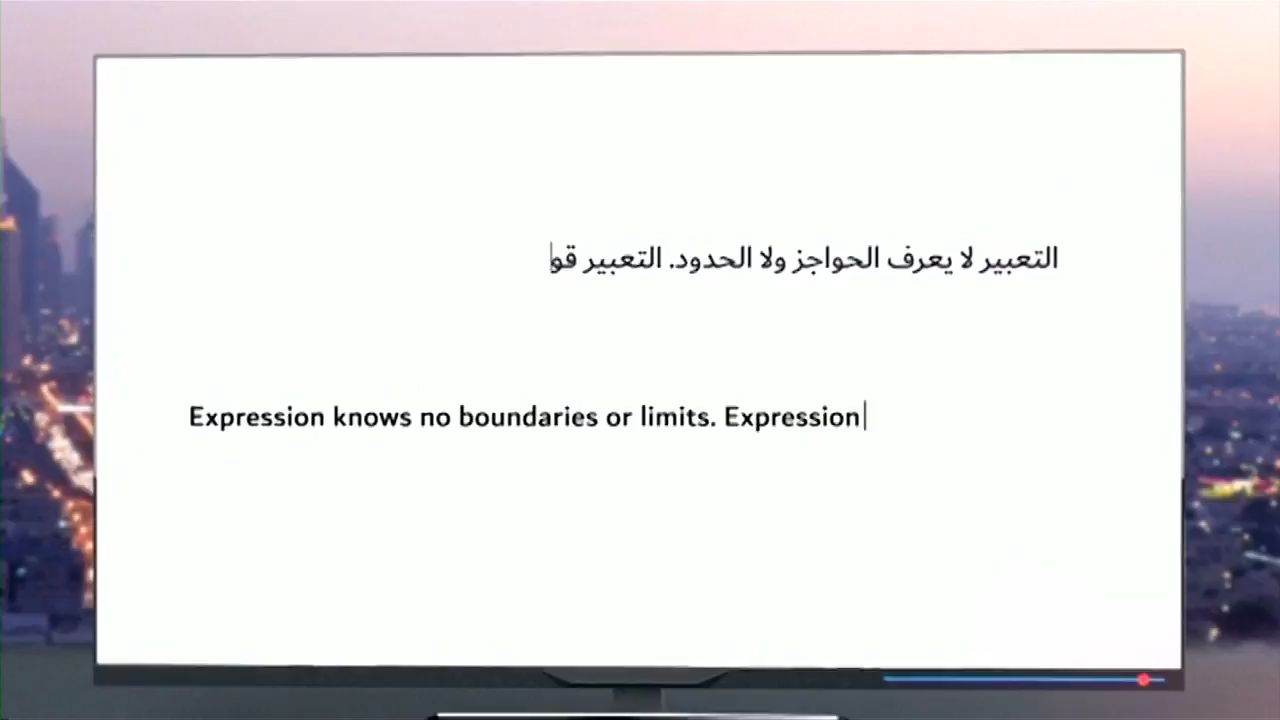 التعبير لا يعرف الحواجز ولا الحدود. التعبير قو
Expression knows no boundaries or limits. Expression